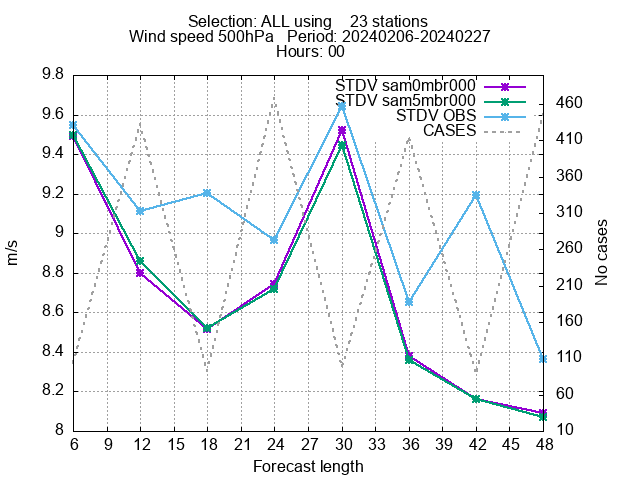 Selection: ALL using 23 stations
Wind speed 500hPa Period: 20240206-20240227
Hours: 00
STDV sam0mbr000
STDV sam5mbr000
STDV OBS
CASES
9.8
9.6
9.4
9.2
9
8.8
8.6
8.4
8.2
8
m/s
460
410
360
310
260
210
160
110
60
10
No cases
6 9 12 15 18 21 24 27 30 33 36 39 42 45 48
Forecast length